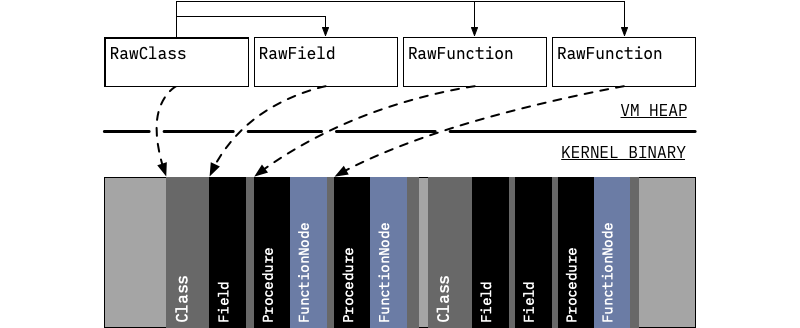 RawClass
RawField
RawFunction
RawFunction
VM HEAP
KERNEL BINARY
Class
Field
Procedure
FunctionNode
Procedure
FunctionNode
Class
Field
Field
Procedure
FunctionNode